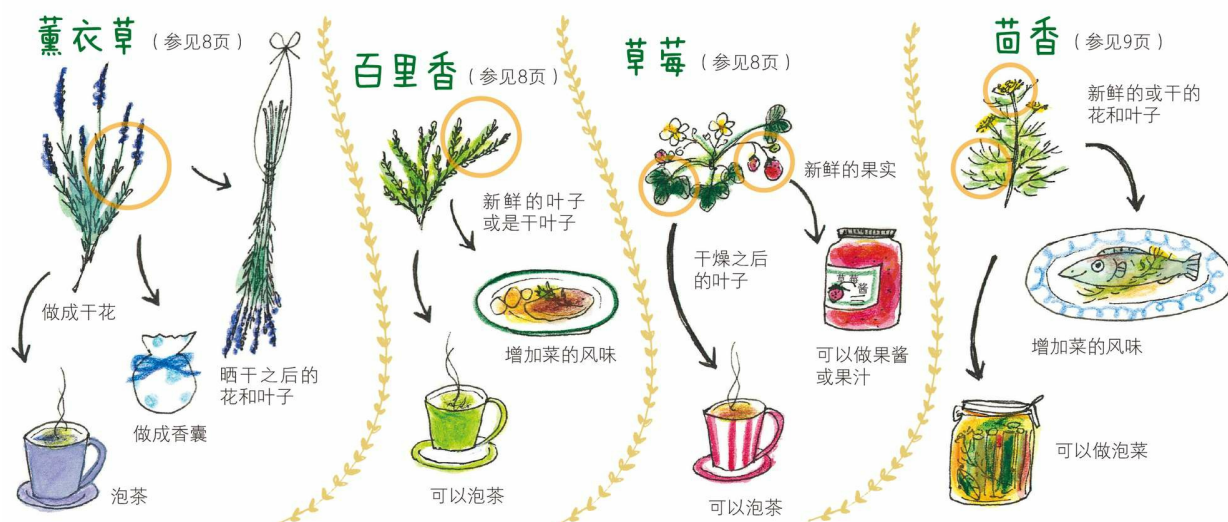 薰衣草（参见8页）
做成干花
晒干之后的
花和叶子
做成香囊
泡茶
百里香（参见8页）
新鲜的叶子
或是干叶子
增加菜的风味
可以泡茶
草莓（参见8页）
新鲜的果实
干燥之后
的叶子
草莓
酱
可以做果酱
或果汁
可以泡茶
茴香（参见9页）
新鲜的或干的
花和叶子
增加菜的风味
可以做泡菜